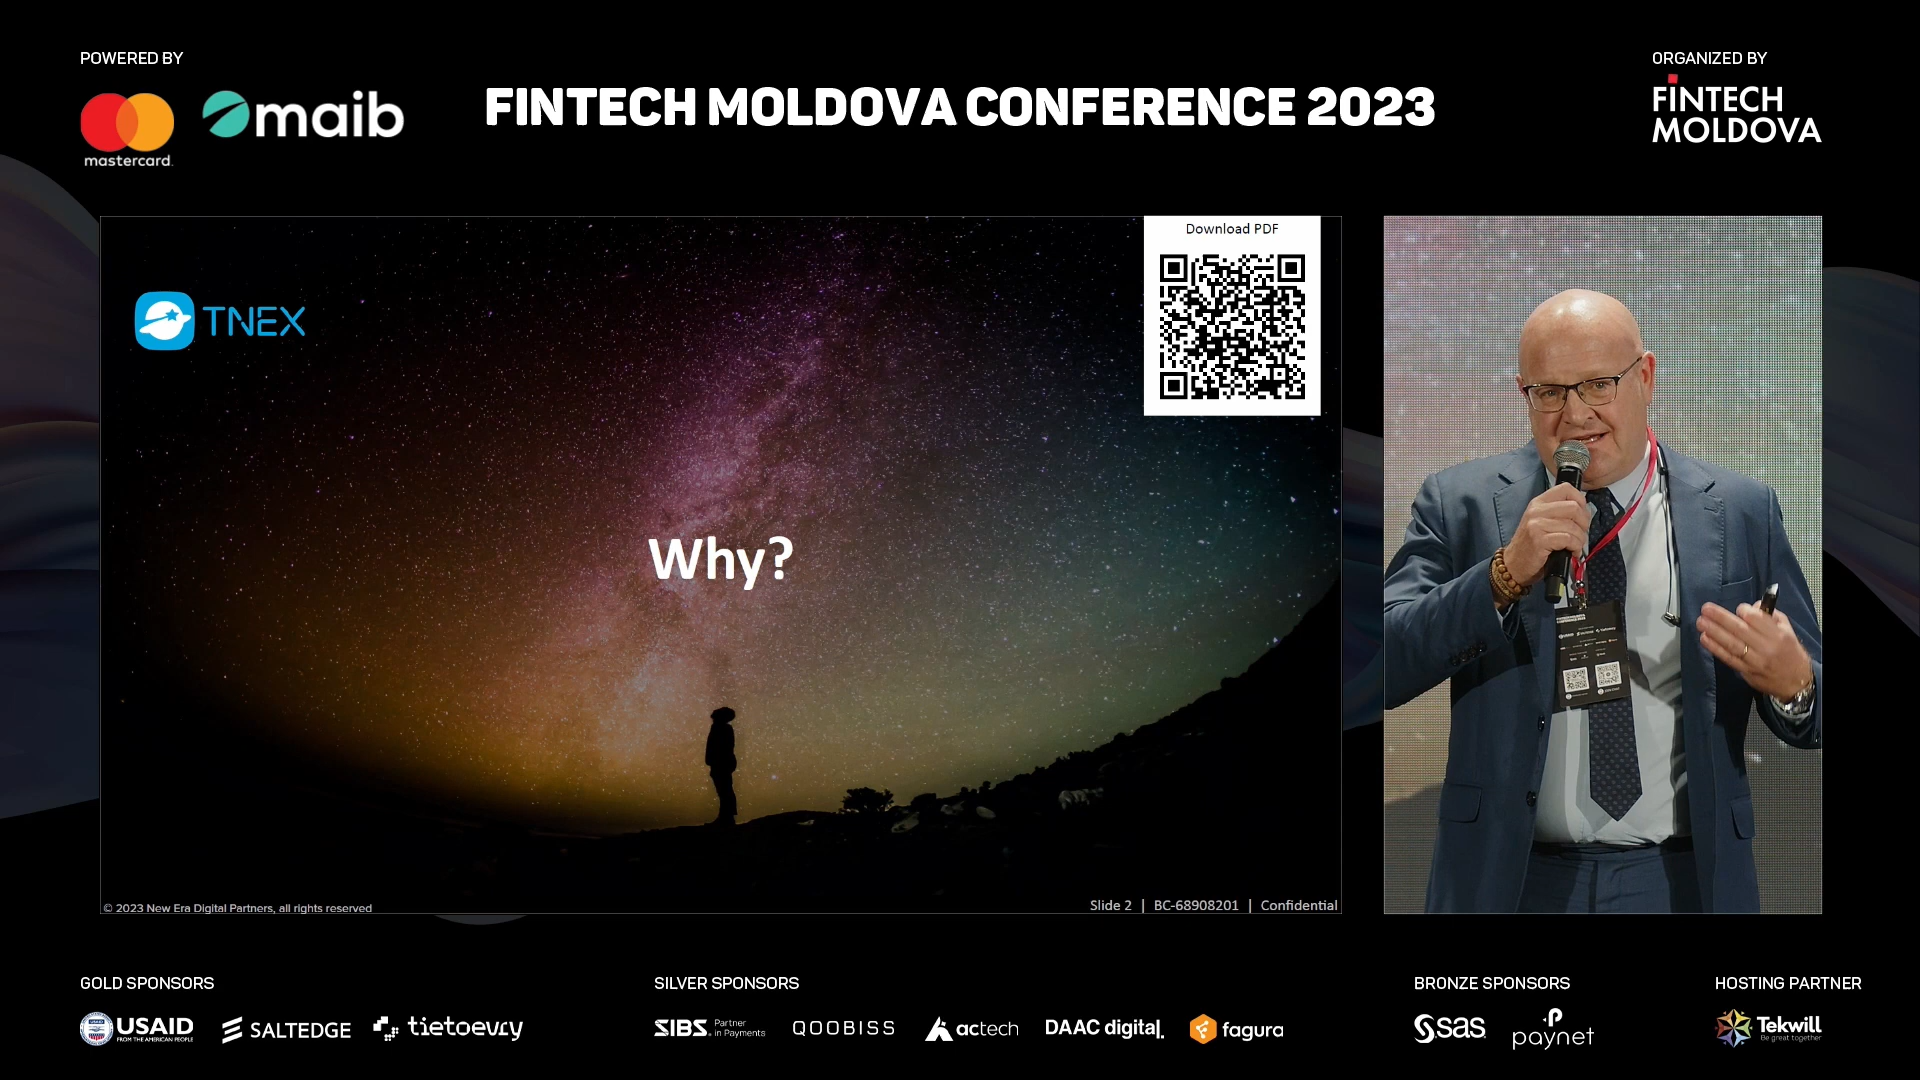 POWERED BY
mastercard.
maib
FINTECH MOLDOVA CONFERENCE 2023
ORGANIZED BY
FINTECH
MOLDOVA
Download PDF
TNEX
Why?
© 2023 New Era Digital Partners, all rights reserved
Slide 2 | BC-68908201 | Confidential
GOLD SPONSORS
USAID
FROM THE AMERICAN PEOPLE
SALTEDGE
tietoevry
SILVER SPONSORS
SIBS. Partner
in Payments
QOOBISS
actech
DAAC digital.
fagura
BRONZE SPONSORS
sas
paynet
HOSTING PARTNER
Tekwill
Be great together